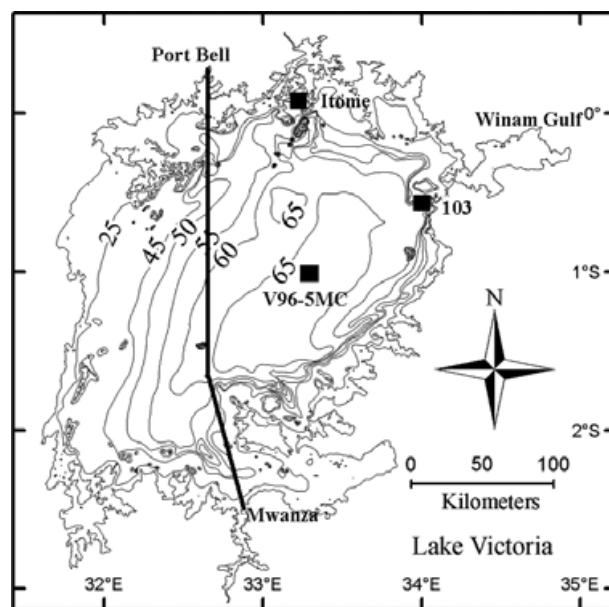 Port Bell
Itome
0°
Winam Gulf
103
25
45
50
55
60
65
65
1°S
V96-5MC
N
2°S
0 50 100
Kilometers
Mwanza
Lake Victoria
32°E 33°E 34°E